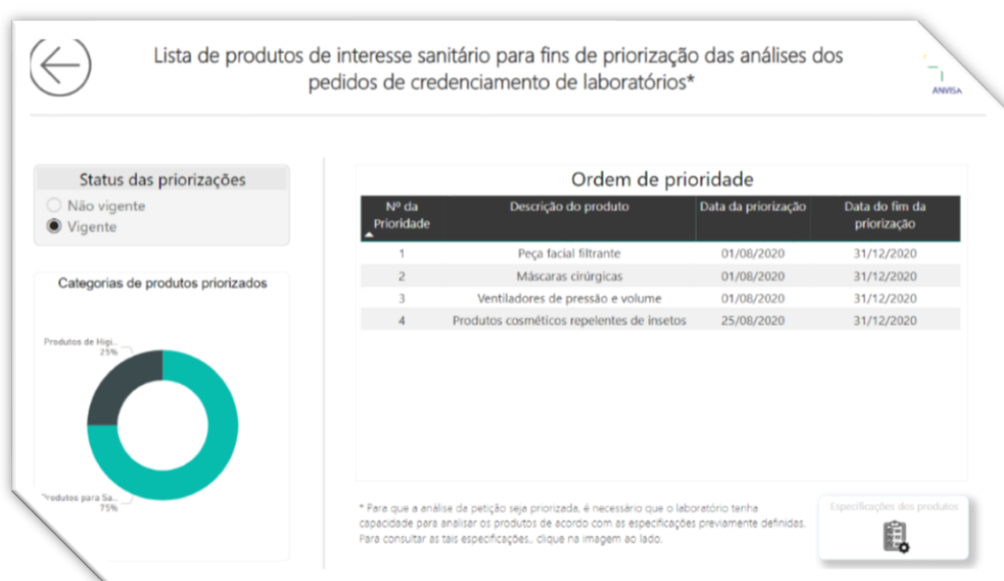 Lista de produtos de interesse sanitário para fins de priorização das análises dos
pedidos de credenciamento de laboratórios*
ANVISA
Status das priorizações
Não vigente
Vigente
Categorias de produtos priorizados
Produtos de Higi...
25%
Produtos para Sa...
75%
Ordem de prioridade
Nº da Prioridade Descrição do produto Data da priorização Data do fim da priorização
1 Peça facial filtrante 01/08/2020 31/12/2020
2 Máscaras cirúrgicas 01/08/2020 31/12/2020
3 Ventiladores de pressão e volume 01/08/2020 31/12/2020
4 Produtos cosméticos repelentes de insetos 25/08/2020 31/12/2020
* Para que a análise da petição seja priorizada, é necessário que o laboratório tenha
capacidade para analisar os produtos de acordo com as especificações previamente definidas.
Para consultar as tais especificações., clique na imagem ao lado.
Especificações dos produtos